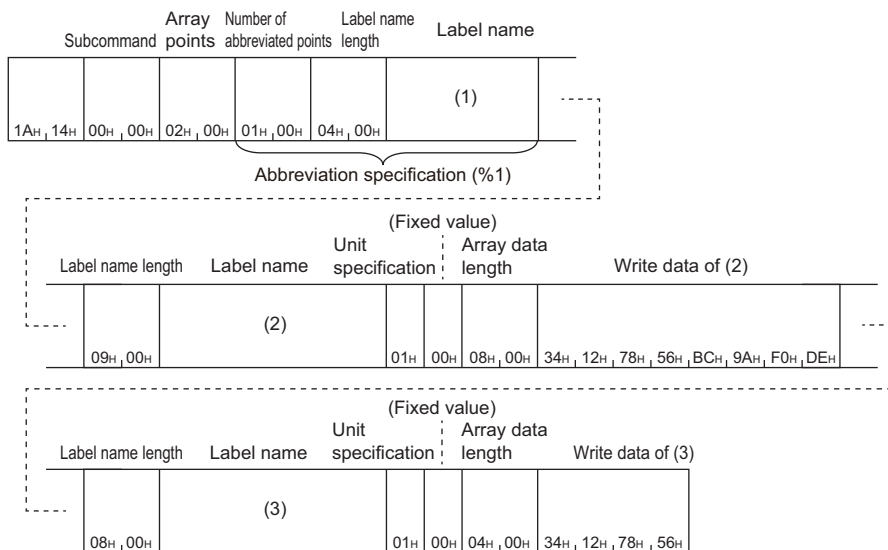 Subcommand Array points Number of abbreviated points Label name length Label name
(1)
1AH 14H 00H 00H 02H 00H 01H 00H 04H 00H
Abbreviation specification (%1)
(Fixed value)
Label name length Label name Unit specification Array data length Write data of (2)
(2)
09H 00H 01H 00H 08H 00H 34H 12H 78H 56H BCH 9AH F0H DEH
(Fixed value)
Label name length Label name Unit specification Array data length Write data of (3)
(3)
08H 00H 01H 00H 04H 00H 34H 12H 78H 56H